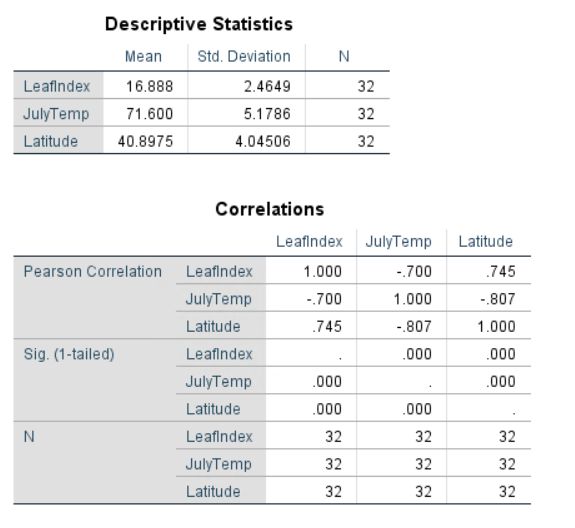 Descriptive Statistics
Mean Std. Deviation N
LeafIndex 16.888 2.4649 32
JulyTemp 71.600 5.1786 32
Latitude 40.8975 4.04506 32
Correlations
LeafIndex JulyTemp Latitude
Pearson Correlation LeafIndex 1.000 -.700 .745
JulyTemp -.700 1.000 -.807
Latitude .745 -.807 1.000
Sig. (1-tailed) LeafIndex . .000 .000
JulyTemp .000 . .000
Latitude .000 .000 .
N LeafIndex 32 32 32
JulyTemp 32 32 32
Latitude 32 32 32